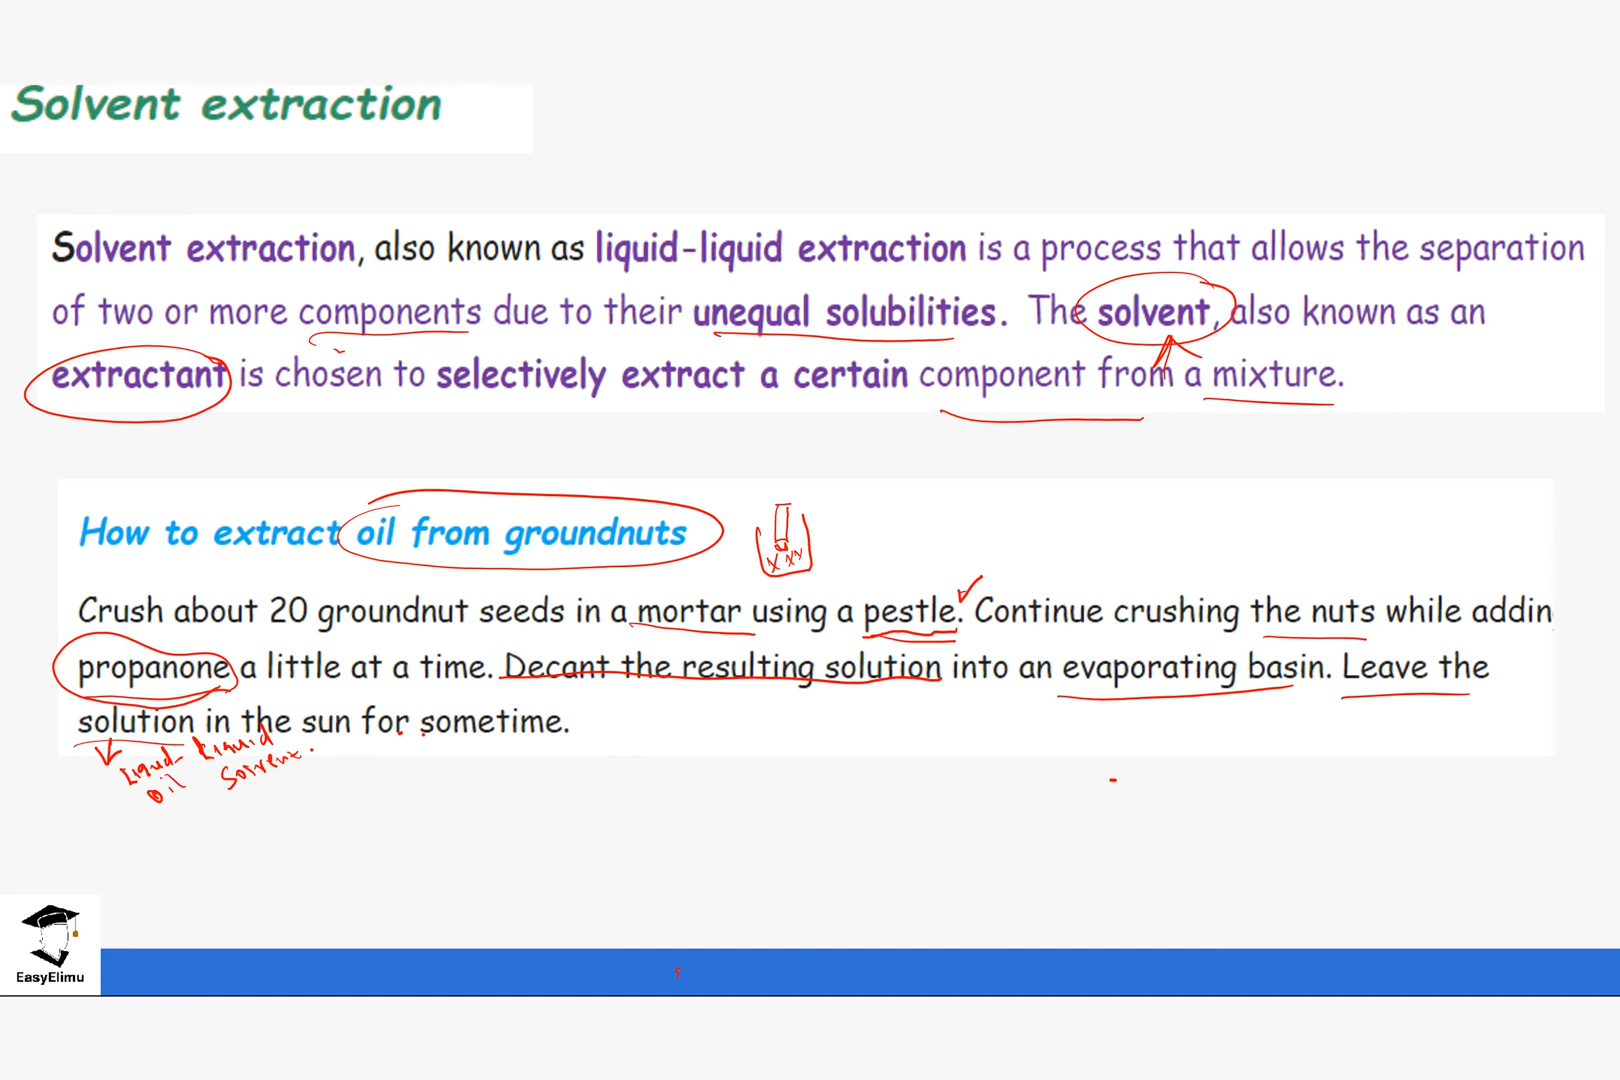 Solvent extraction
Solvent extraction, also known as liquid-liquid extraction is a process that allows the separation
of two or more components due to their unequal solubilities. The solvent, also known as an
extractant is chosen to selectively extract a certain component from a mixture.
How to extract oil from groundnuts
Crush about 20 groundnut seeds in a mortar using a pestle. Continue crushing the nuts while addin
propanone a little at a time. Decant the resulting solution into an evaporating basin. Leave the
solution in the sun for sometime.
Liquid Liquid
oil Solvent.
EasyElimu
5